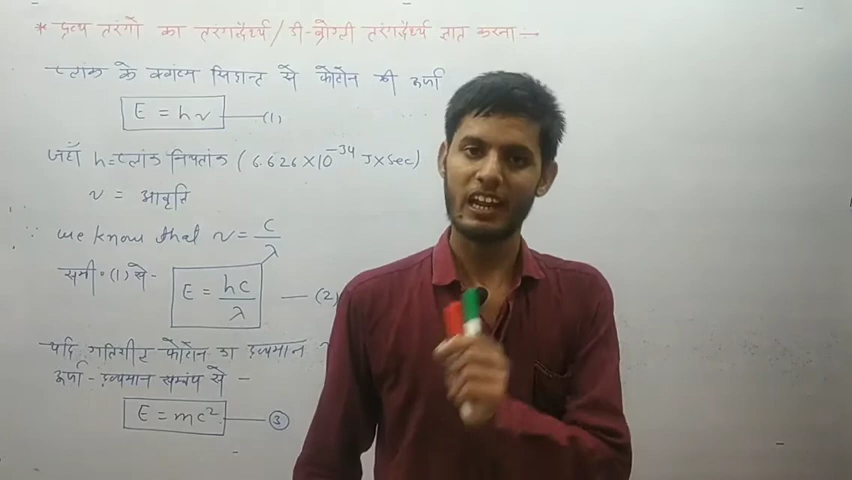 * द्रव्य तरंगों का तरंगदैर्ध्य / डी-ब्रोग्ली तरंगदैर्ध्य ज्ञात करना :-
प्लांक के क्वांटम सिद्धान्त से फोटोन की ऊर्जा
E = hν —(1)
जहाँ h = प्लांक नियतांक ( 6.626 × 10⁻³⁴ J × Sec )
ν = आवृति
∵ we know that ν = c/λ
समी. (1) से -
E = hc/λ — (2)
यदि गतिशील फोटोन का द्रव्यमान
ऊर्जा - द्रव्यमान सम्बंध से -
E = mc² — ③